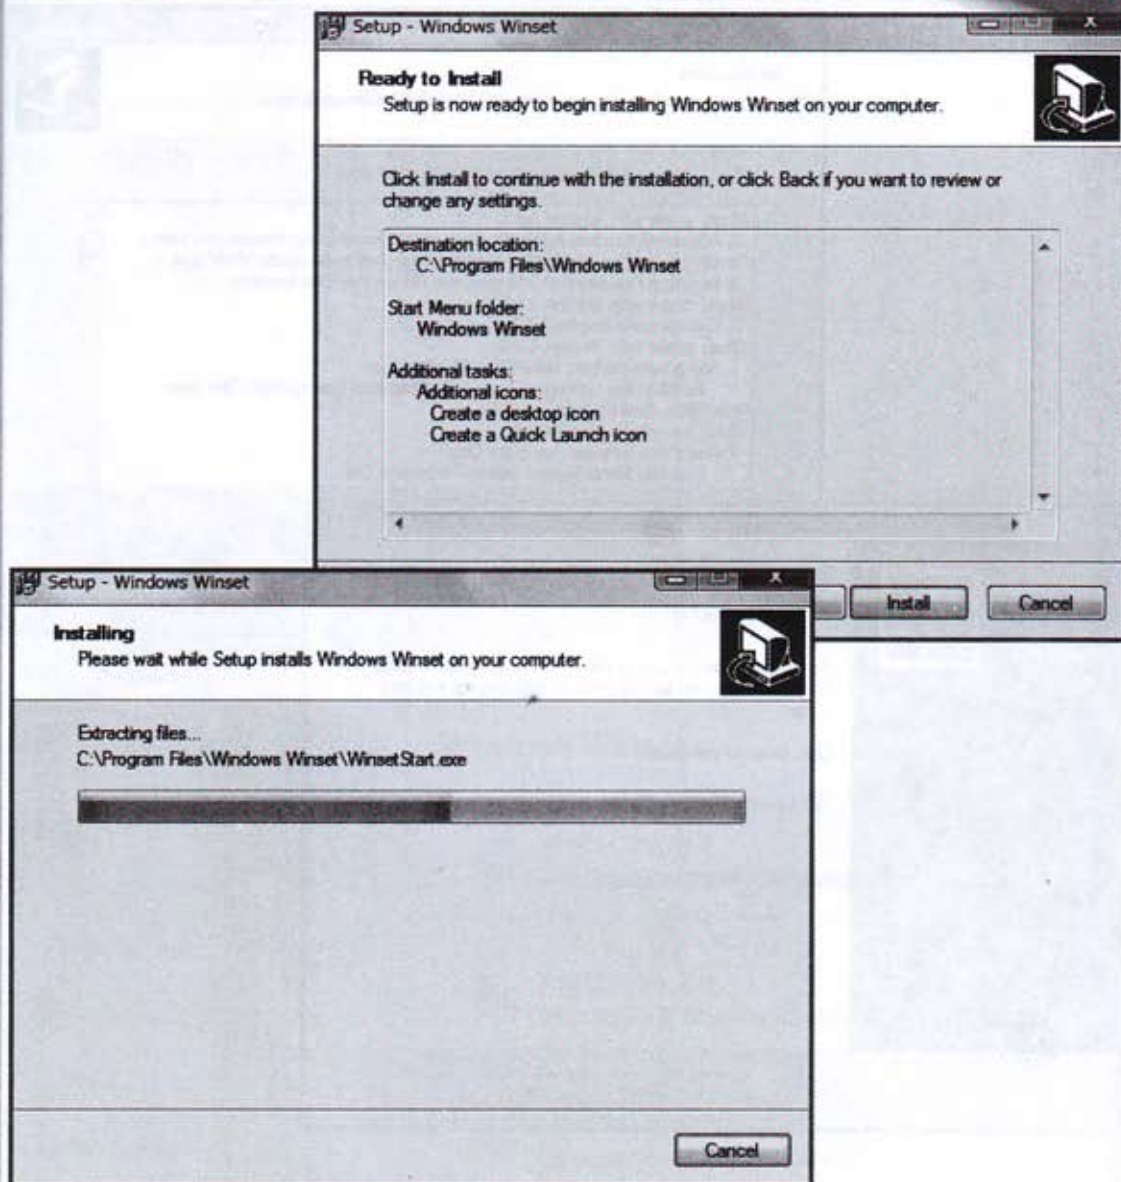 Setup - Windows Winset
Ready to Install
Setup is now ready to begin installing Windows Winset on your computer.
Click Install to continue with the installation, or click Back if you want to review or
change any settings.
Destination location:
C:\Program Files\Windows Winset
Start Menu folder:
Windows Winset
Additional tasks:
Additional icons:
Create a desktop icon
Create a Quick Launch icon
Install
Cancel
Setup - Windows Winset
Installing
Please wait while Setup installs Windows Winset on your computer.
Extracting files...
C:\Program Files\Windows Winset\WinsetStart.exe
Cancel